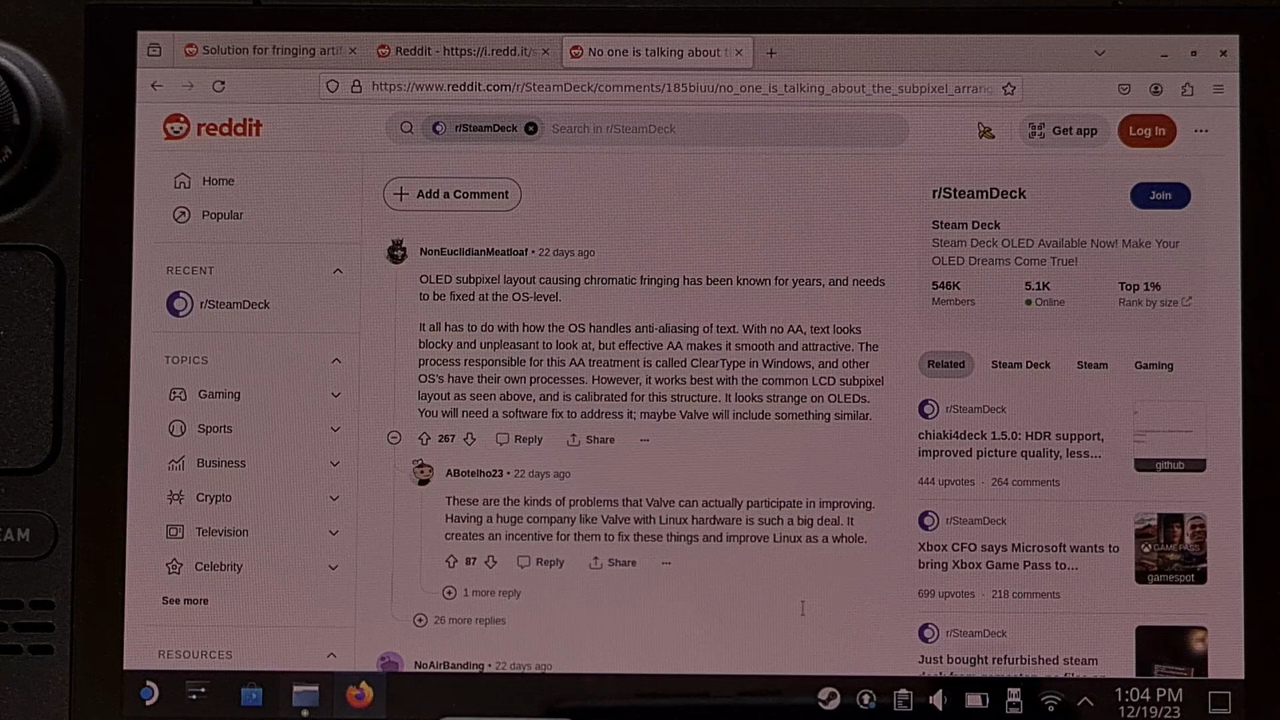 Solution for fringing artif
Reddit - https://i.redd.it/s
No one is talking about t
https://www.reddit.com/r/SteamDeck/comments/185biuu/no_one_is_talking_about_the_subpixel_arranc
reddit
r/SteamDeck
Search in r/SteamDeck
Get app
Log In
Home
Popular
RECENT
r/SteamDeck
TOPICS
Gaming
Sports
Business
Crypto
Television
Celebrity
See more
RESOURCES
Add a Comment
NonEuclidianMeatloaf • 22 days ago
OLED subpixel layout causing chromatic fringing has been known for years, and needs
to be fixed at the OS-level.
It all has to do with how the OS handles anti-aliasing of text. With no AA, text looks
blocky and unpleasant to look at, but effective AA makes it smooth and attractive. The
process responsible for this AA treatment is called ClearType in Windows, and other
OS's have their own processes. However, it works best with the common LCD subpixel
layout as seen above, and is calibrated for this structure. It looks strange on OLEDs.
You will need a software fix to address it; maybe Valve will include something similar.
267 Reply Share
ABotelho23 • 22 days ago
These are the kinds of problems that Valve can actually participate in improving.
Having a huge company like Valve with Linux hardware is such a big deal. It
creates an incentive for them to fix these things and improve Linux as a whole.
87 Reply Share
1 more reply
26 more replies
NoAirBanding • 22 days ago
r/SteamDeck
Join
Steam Deck
Steam Deck OLED Available Now! Make Your
OLED Dreams Come True!
546K 5.1K Top 1%
Members Online Rank by size
Related Steam Deck Steam Gaming
r/SteamDeck
chiaki4deck 1.5.0: HDR support,
improved picture quality, less...
github
444 upvotes · 264 comments
r/SteamDeck
Xbox CFO says Microsoft wants to
bring Xbox Game Pass to...
GAME PASS
gamespot
699 upvotes · 218 comments
r/SteamDeck
Just bought refurbished steam
EAM
1:04 PM
12/19/23